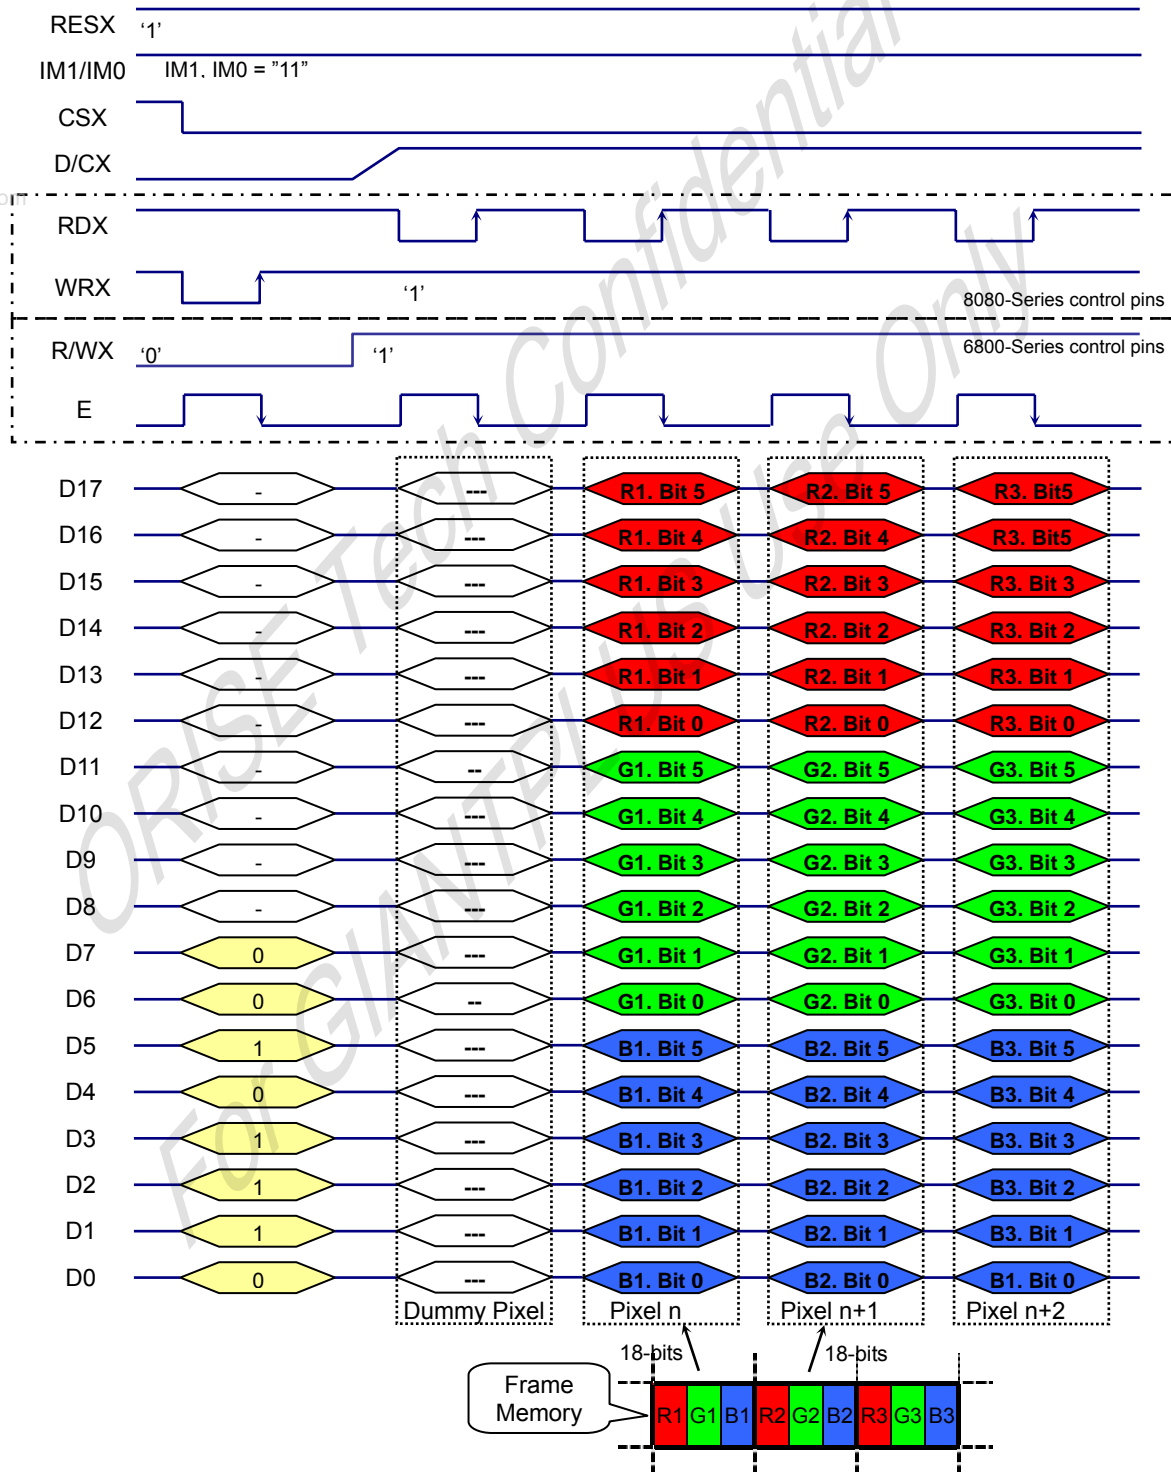 RESX '1'
IM1/IM0 IM1, IM0 = "11"
CSX
D/CX
om
RDX
WRX '1'
8080-Series control pins
R/WX '0' '1'
6800-Series control pins
E
D17 - --- R1. Bit 5 R2. Bit 5 R3. Bit5
D16 - --- R1. Bit 4 R2. Bit 4 R3. Bit5
D15 - --- R1. Bit 3 R2. Bit 3 R3. Bit 3
D14 - --- R1. Bit 2 R2. Bit 2 R3. Bit 2
D13 - --- R1. Bit 1 R2. Bit 1 R3. Bit 1
D12 - --- R1. Bit 0 R2. Bit 0 R3. Bit 0
D11 - -- G1. Bit 5 G2. Bit 5 G3. Bit 5
D10 - --- G1. Bit 4 G2. Bit 4 G3. Bit 4
D9 - --- G1. Bit 3 G2. Bit 3 G3. Bit 3
D8 - --- G1. Bit 2 G2. Bit 2 G3. Bit 2
D7 0 --- G1. Bit 1 G2. Bit 1 G3. Bit 1
D6 0 -- G1. Bit 0 G2. Bit 0 G3. Bit 0
D5 1 --- B1. Bit 5 B2. Bit 5 B3. Bit 5
D4 0 --- B1. Bit 4 B2. Bit 4 B3. Bit 4
D3 1 --- B1. Bit 3 B2. Bit 3 B3. Bit 3
D2 1 --- B1. Bit 2 B2. Bit 2 B3. Bit 2
D1 1 --- B1. Bit 1 B2. Bit 1 B3. Bit 1
D0 0 --- B1. Bit 0 B2. Bit 0 B1. Bit 0
Dummy Pixel Pixel n Pixel n+1 Pixel n+2
18-bits 18-bits
Frame
Memory
R1 G1 B1 R2 G2 B2 R3 G3 B3
ORISE Tech Confidential
For GIANTPLUS Use Only